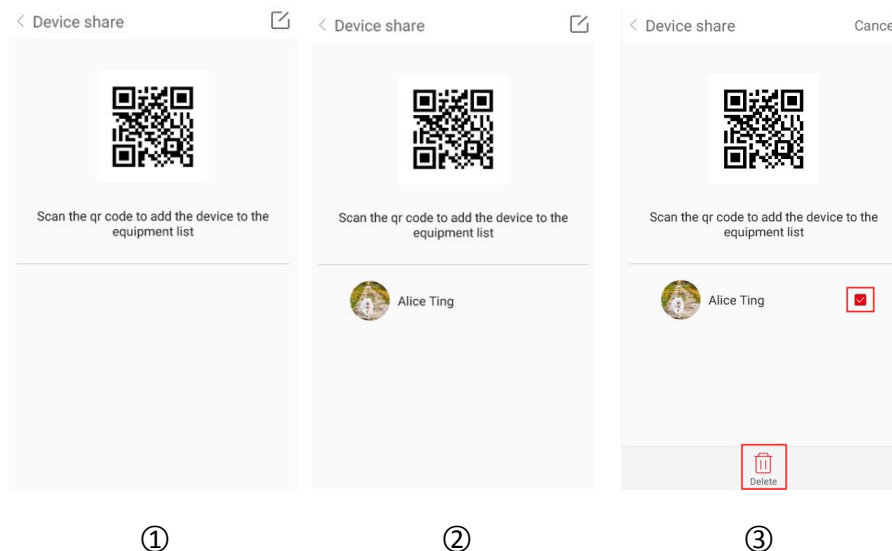 Device share
Scan the qr code to add the device to the
equipment list
①
Device share
Scan the qr code to add the device to the
equipment list
Alice Ting
②
Device share
Cance
Scan the qr code to add the device to the
equipment list
Alice Ting
Delete
③